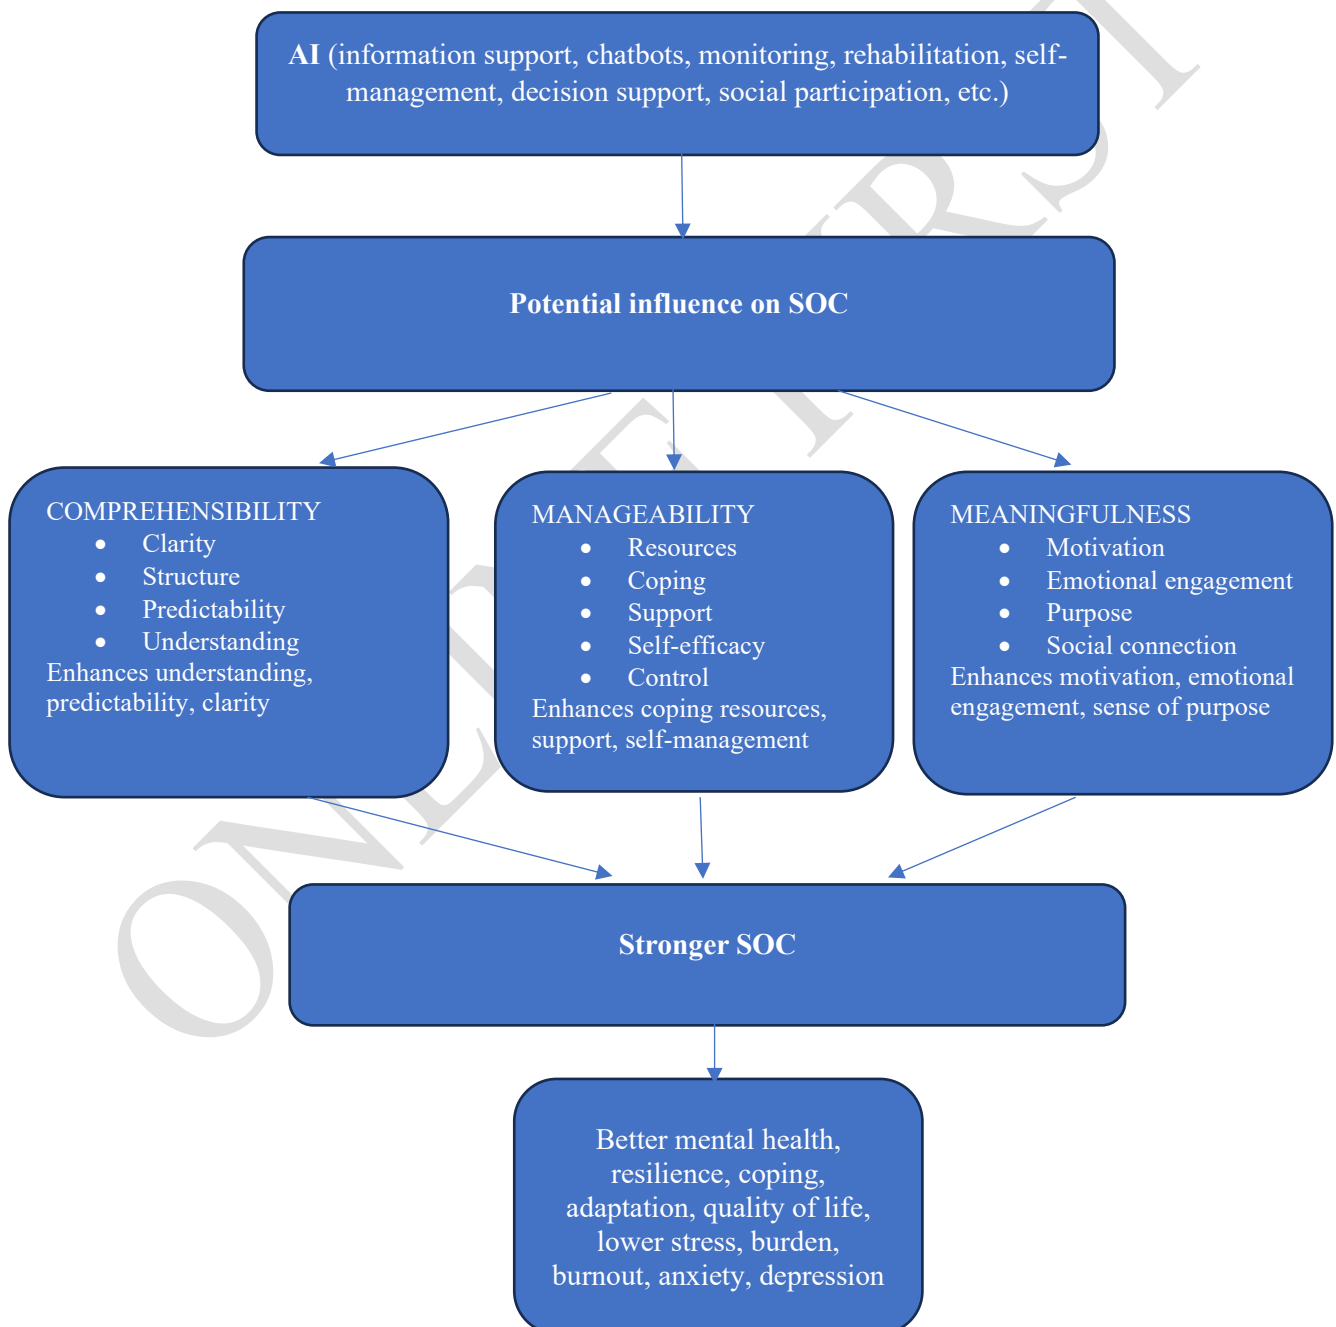 AI (information support, chatbots, monitoring, rehabilitation, self-
management, decision support, social participation, etc.)
Potential influence on SOC
COMPREHENSIBILITY
• Clarity
• Structure
• Predictability
• Understanding
Enhances understanding,
predictability, clarity
MANAGEABILITY
• Resources
• Coping
• Support
• Self-efficacy
• Control
Enhances coping resources,
support, self-management
MEANINGFULNESS
• Motivation
• Emotional engagement
• Purpose
• Social connection
Enhances motivation, emotional
engagement, sense of purpose
Stronger SOC
Better mental health,
resilience, coping,
adaptation, quality of life,
lower stress, burden,
burnout, anxiety, depression